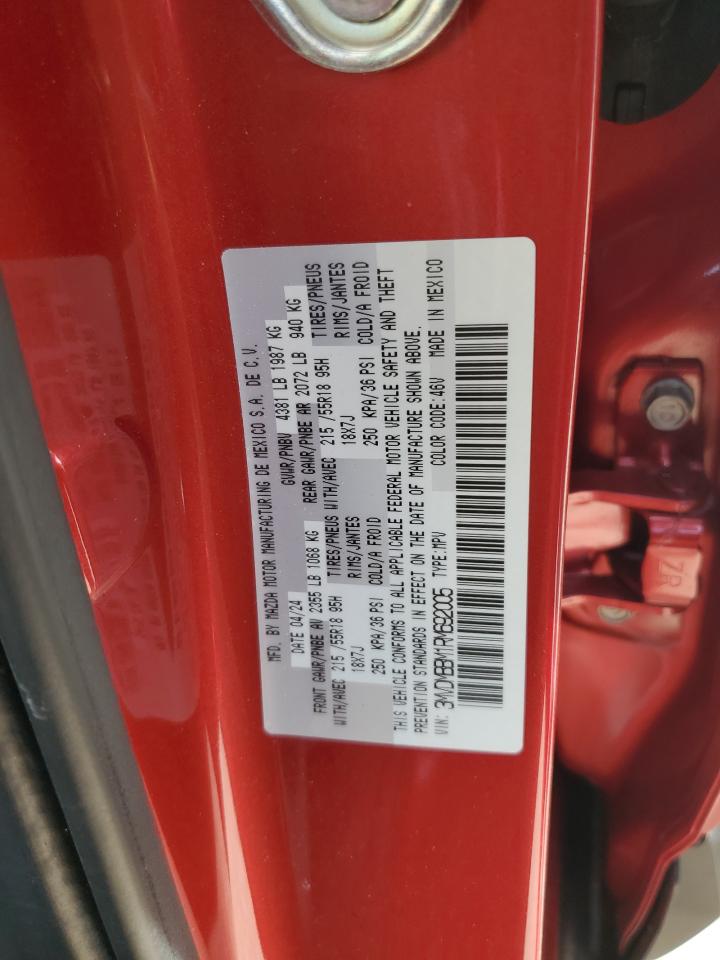 MFD. BY MAZDA MOTOR MANUFACTURING DE MEXICO S.A. DE C.V.
DATE 04/24 GVWR/PNBV 4381 LB 1987 KG
FRONT GAWR/PNBE AV 2355 LB 1068 KG REAR GAWR/PNBE AR 2072 LB 940 KG
WITH/AVEC 215 /55R18 95H TIRES/PNEUS WITH/AVEC 215 /55R18 95H TIRES/PNEUS
18X7J RIMS/JANTES 18X7J RIMS/JANTES
250 KPA/36 PSI COLD/A FROID 250 KPA/36 PSI COLD/A FROID
THIS VEHICLE CONFORMS TO ALL APPLICABLE FEDERAL MOTOR VEHICLE SAFETY AND THEFT
PREVENTION STANDARDS IN EFFECT ON THE DATE OF MANUFACTURE SHOWN ABOVE.
VIN: 3MVDMBBM1RM692005 TYPE:MPV COLOR CODE:46V MADE IN MEXICO
ZR